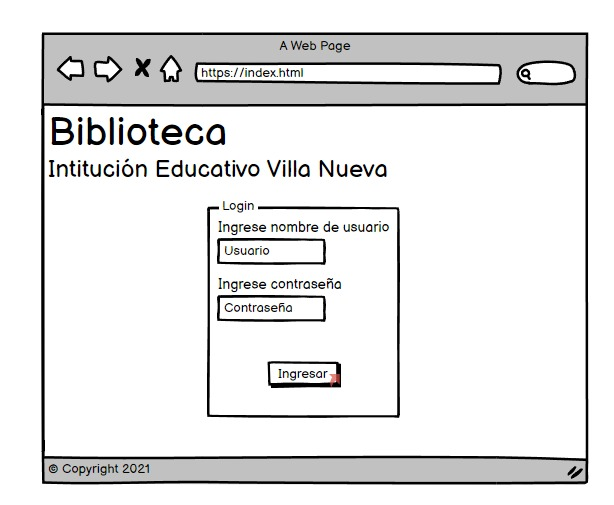 A Web Page
https://index.html
Biblioteca
Intitución Educativo Villa Nueva
Login
Ingrese nombre de usuario
Usuario
Ingrese contraseña
Contraseña
Ingresar
© Copyright 2021